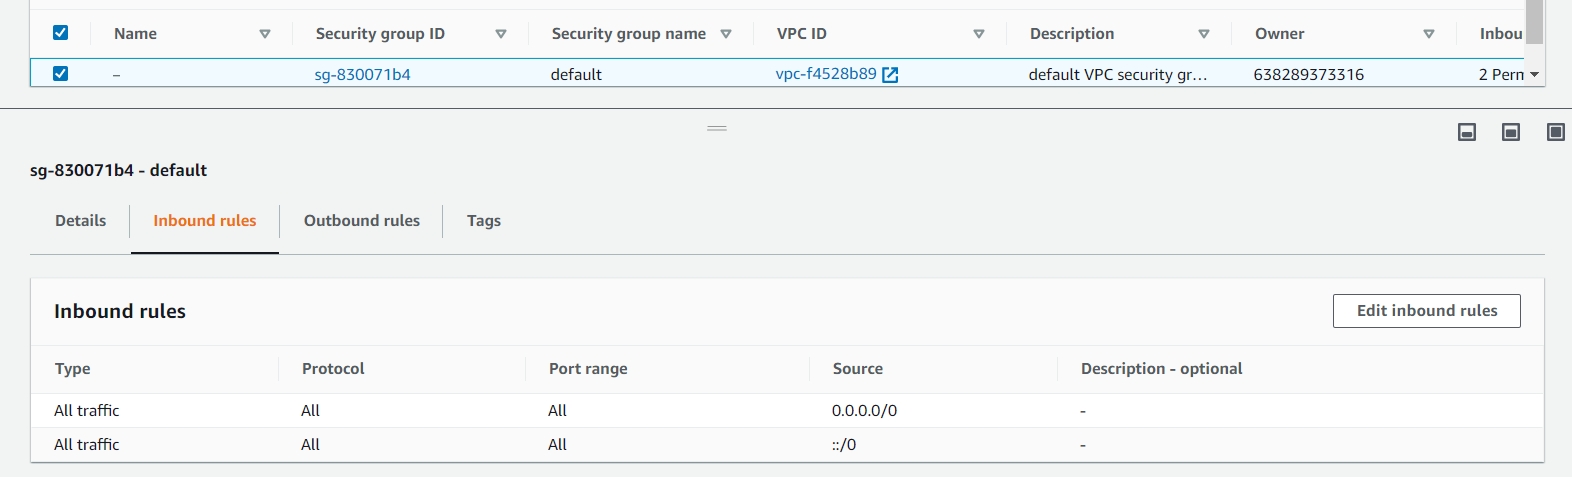 Name Security group ID Security group name VPC ID Description Owner Inbou
– sg-830071b4 default vpc-f4528b89 default VPC security gr... 638289373316 2 Perm
sg-830071b4 - default
Details Inbound rules Outbound rules Tags
Inbound rules Edit inbound rules
Type Protocol Port range Source Description - optional
All traffic All All 0.0.0.0/0 -
All traffic All All ::/0 -